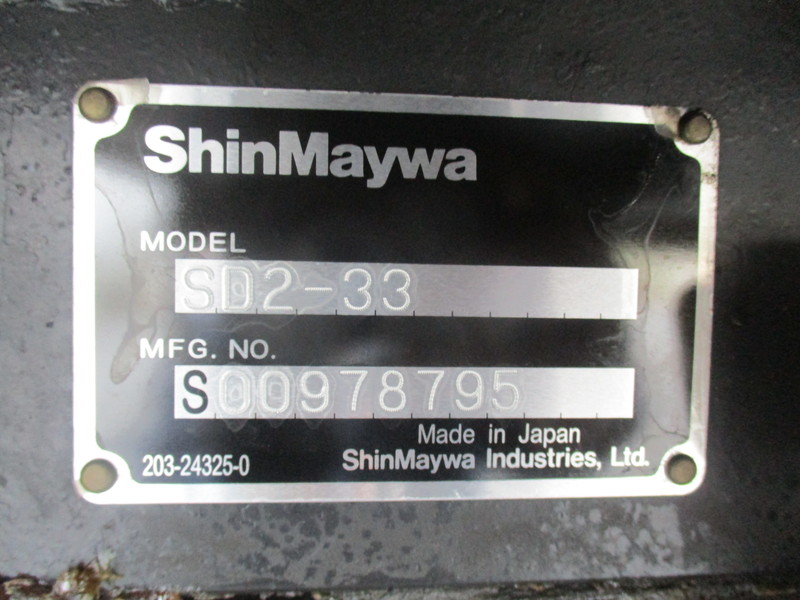 ShinMaywa
MODEL
SD2-33
MFG. NO.
S00978795
Made in Japan
203-24325-0 ShinMaywa Industries, Ltd.